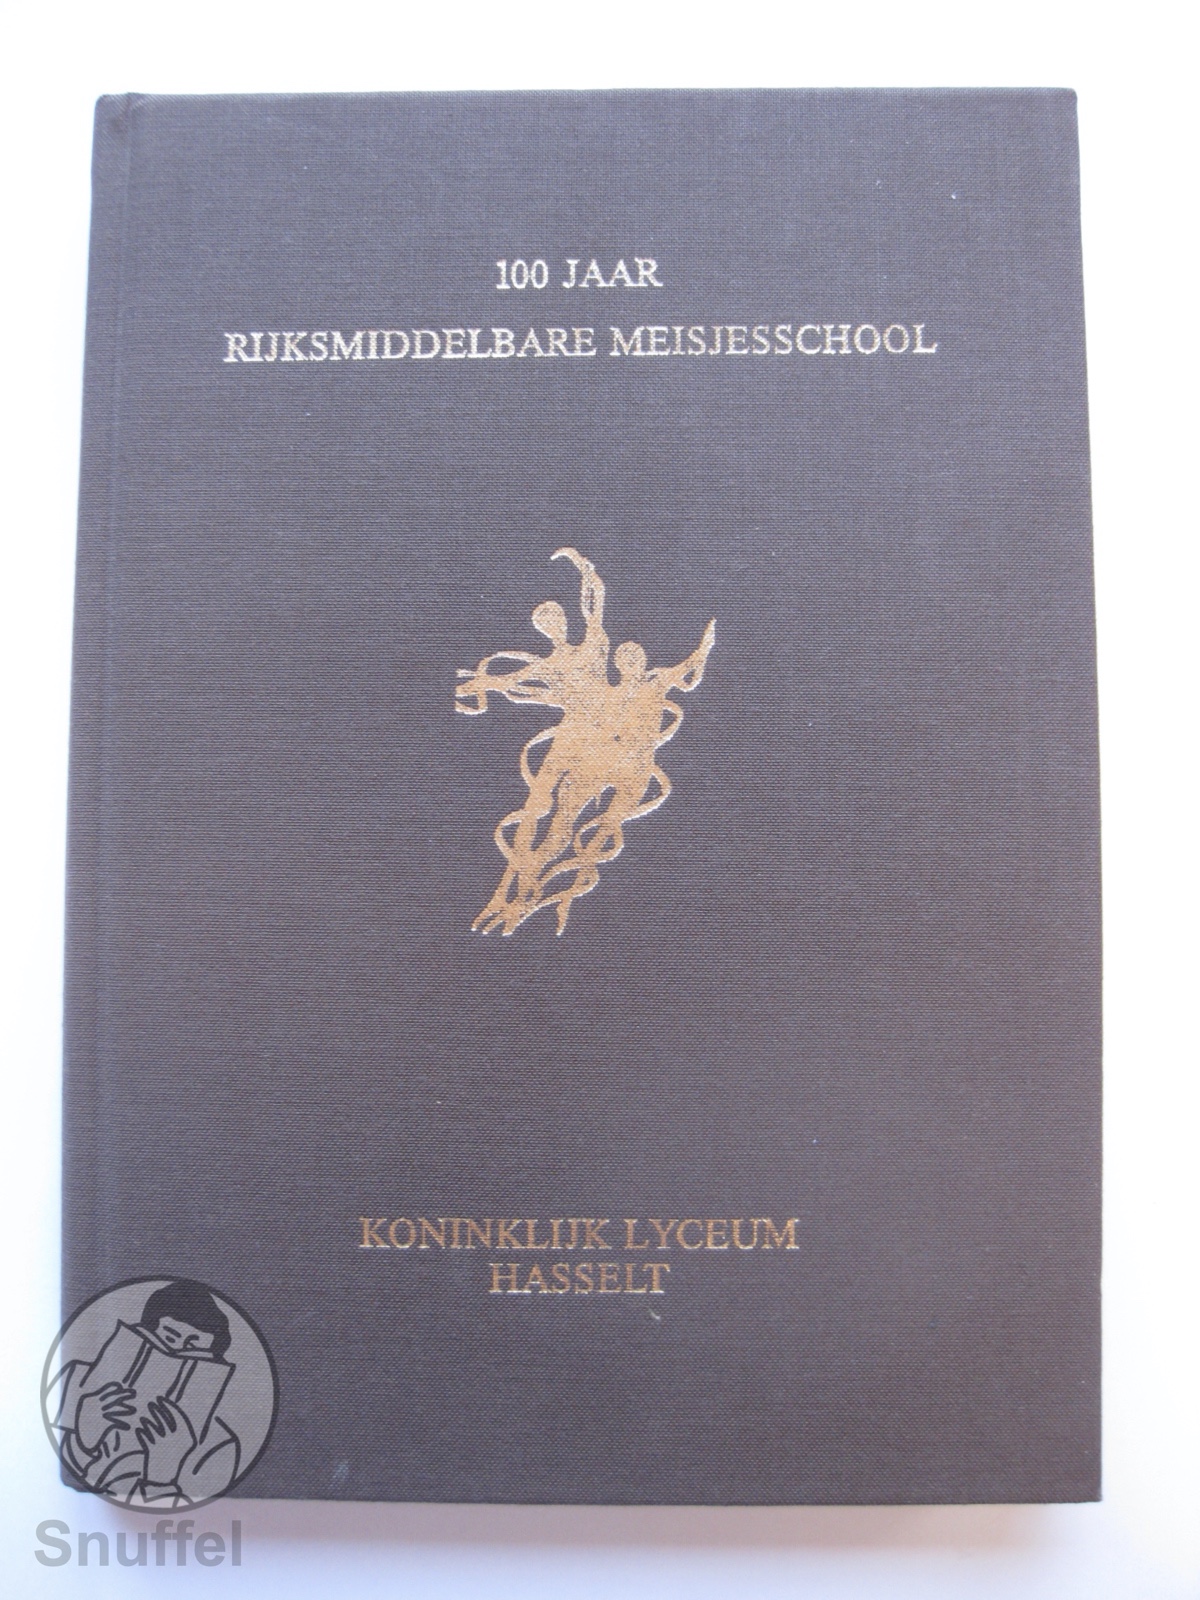 100 JAAR
RIJKSMIDDELBARE MEISJESSCHOOL
KONINKLIJK LYCEUM
HASSELT
Snuffel